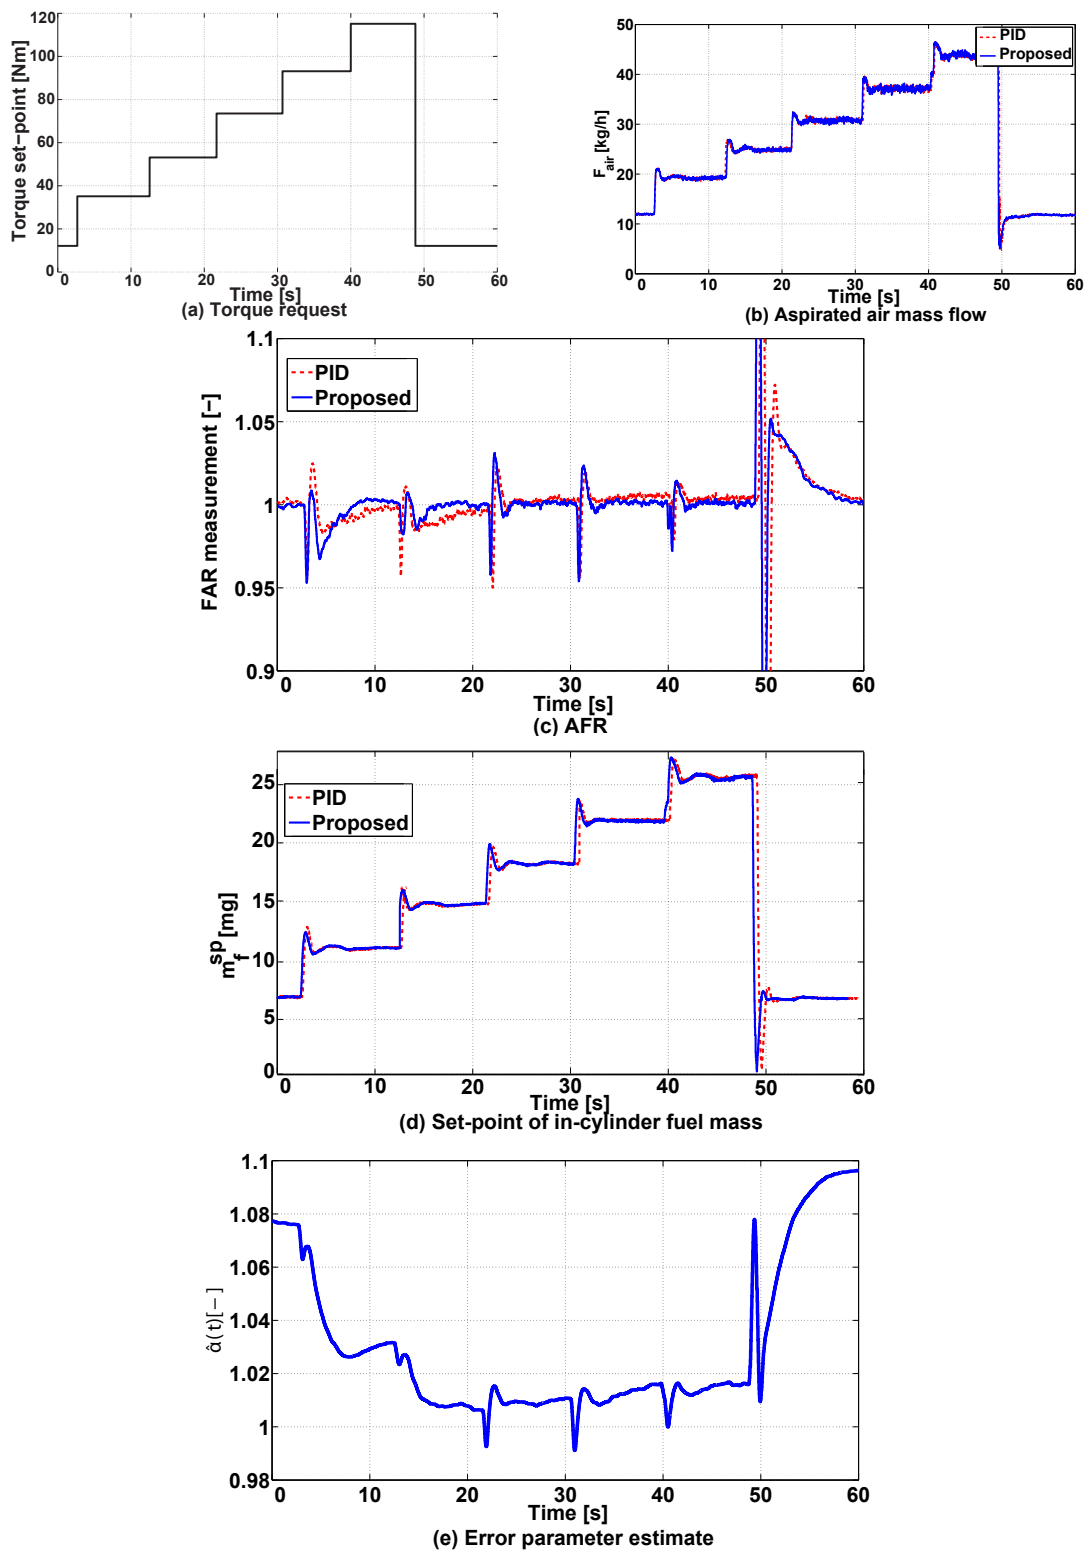 Torque set-point [Nm]
120
100
80
60
40
20
0
0 10 20 30 40 50 60
Time [s]
(a) Torque request
F_air [kg/h]
50
40
30
20
10
0
PID
Proposed
0 10 20 30 40 50 60
Time [s]
(b) Aspirated air mass flow
FAR measurement [-]
1.1
1.05
1
0.95
0.9
PID
Proposed
0 10 20 30 40 50 60
Time [s]
(c) AFR
m_f^sp [mg]
25
20
15
10
5
0
PID
Proposed
0 10 20 30 40 50 60
Time [s]
(d) Set-point of in-cylinder fuel mass
α̂(t)[−]
1.1
1.08
1.06
1.04
1.02
1
0.98
0 10 20 30 40 50 60
Time [s]
(e) Error parameter estimate